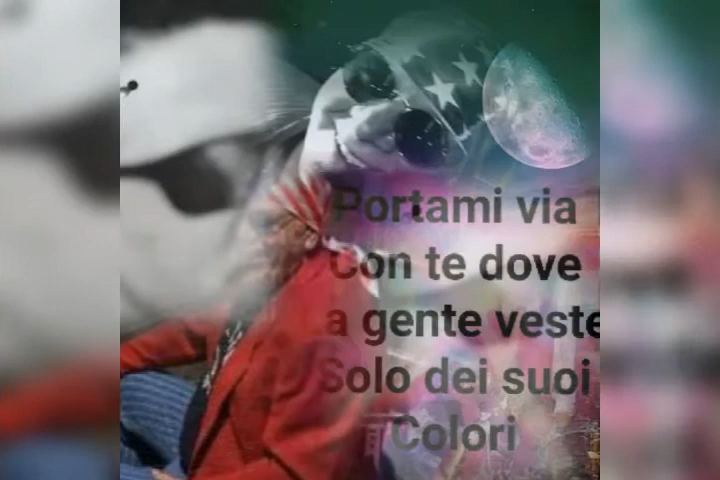 Portami via
Con te dove
a gente veste
Solo dei suoi
Colori